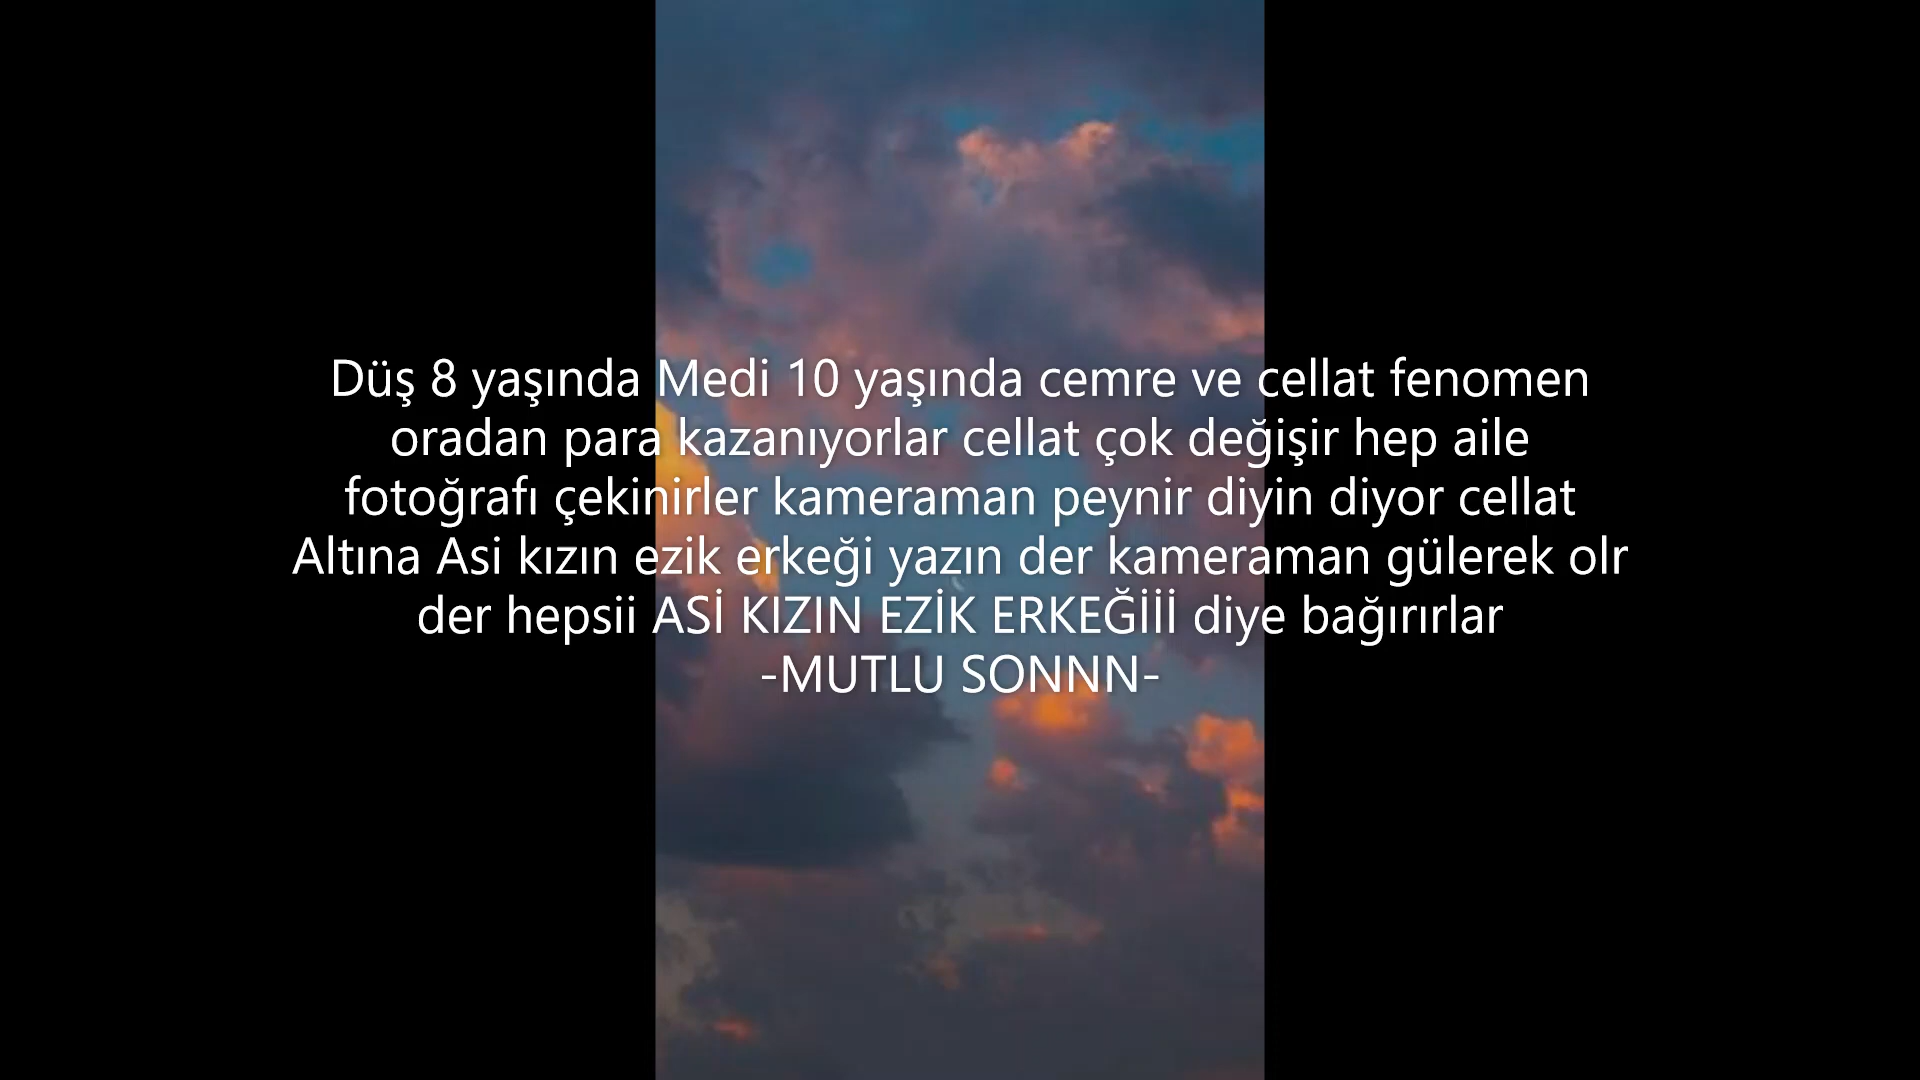 Düş 8 yaşında Medi 10 yaşında cemre ve cellat fenomen
oradan para kazanıyorlar cellat çok değişir hep aile
fotoğrafı çekinirler kameraman peynir diyin diyor cellat
Altına Asi kızın ezik erkeği yazın der kameraman gülerek olr
der hepsii ASİ KIZIN EZİK ERKEĞİİİ diye bağırırlar
-MUTLU SONNN-